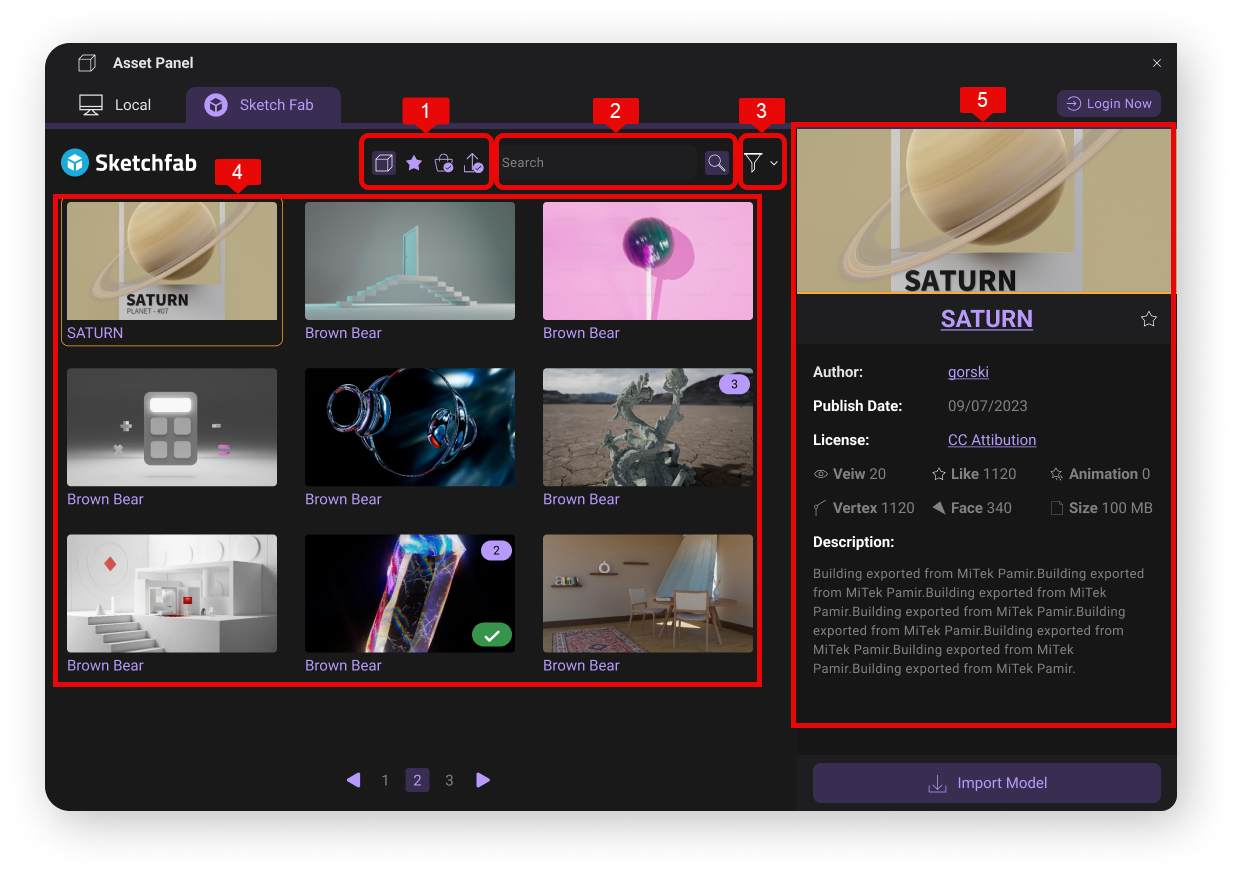 Asset Panel
Local
Sketch Fab
Login Now
1
2
3
4
5
Sketchfab
Search
SATURN
PLANET - #07
SATURN
Brown Bear
Brown Bear
3
Brown Bear
Brown Bear
Brown Bear
2
Brown Bear
Brown Bear
Brown Bear
1 2 3
SATURN
SATURN
Author: gorski
Publish Date: 09/07/2023
License: CC Attibution
Veiw 20 Like 1120 Animation 0
Vertex 1120 Face 340 Size 100 MB
Description:
Building exported from MiTek Pamir.Building exported
from MiTek Pamir.Building exported from MiTek
Pamir.Building exported from MiTek Pamir.Building
exported from MiTek Pamir.Building exported from
MiTek Pamir.Building exported from MiTek
Pamir.Building exported from MiTek Pamir.
Import Model